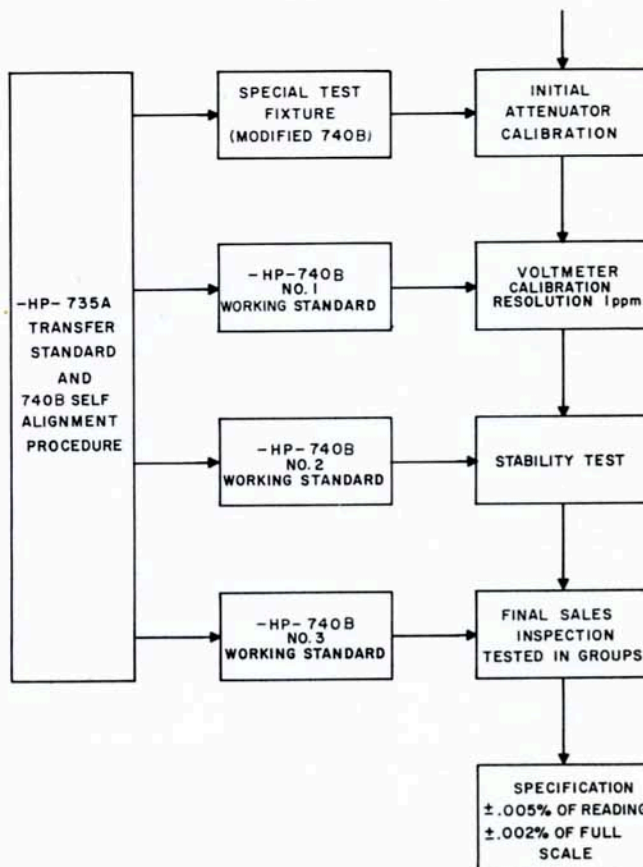 -HP-735A
TRANSFER
STANDARD
AND
740B SELF
ALIGNMENT
PROCEDURE
SPECIAL TEST
FIXTURE
(MODIFIED 740B)
INITIAL
ATTENUATOR
CALIBRATION
-HP-740B
NO.1
WORKING STANDARD
VOLTMETER
CALIBRATION
RESOLUTION 1ppm
-HP-740B
NO.2
WORKING STANDARD
STABILITY TEST
-HP-740B
NO.3
WORKING STANDARD
FINAL SALES
INSPECTION
TESTED IN GROUPS
SPECIFICATION
±.005% OF READING
±.002% OF FULL
SCALE